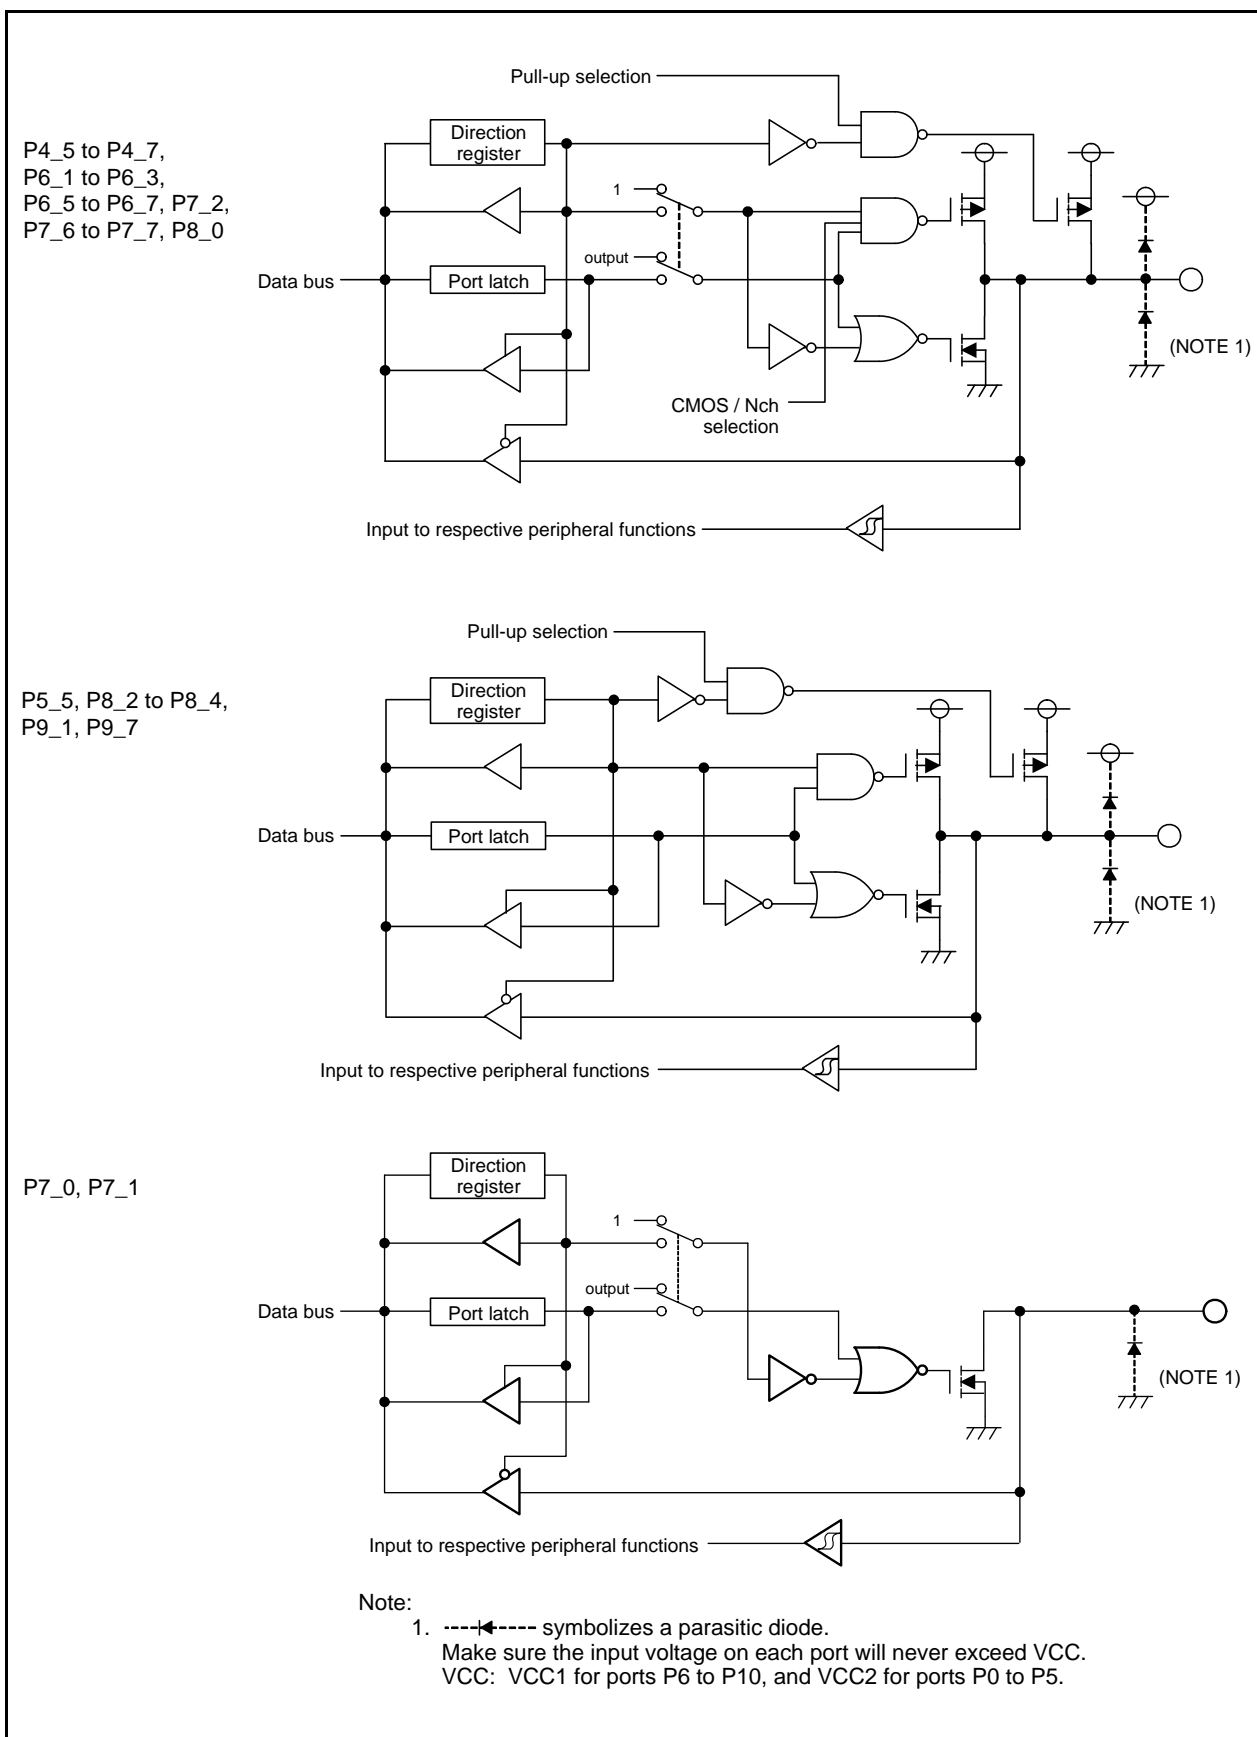 Pull-up selection
P4_5 to P4_7,
P6_1 to P6_3,
P6_5 to P6_7, P7_2,
P7_6 to P7_7, P8_0
Direction
register
1
output
Data bus
Port latch
(NOTE 1)
CMOS / Nch
selection
Input to respective peripheral functions
Pull-up selection
P5_5, P8_2 to P8_4,
P9_1, P9_7
Direction
register
Data bus
Port latch
(NOTE 1)
Input to respective peripheral functions
P7_0, P7_1
Direction
register
1
output
Data bus
Port latch
(NOTE 1)
Input to respective peripheral functions
Note:
1. symbolizes a parasitic diode.
Make sure the input voltage on each port will never exceed VCC.
VCC: VCC1 for ports P6 to P10, and VCC2 for ports P0 to P5.